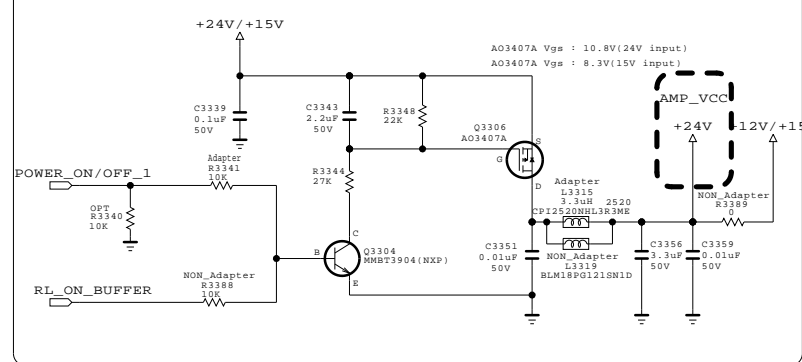 +24V/+15V
AO3407A Vgs : 10.8V(24V input)
AO3407A Vgs : 8.3V(15V input)
C3339
0.1uF
50V
C3343
2.2uF
50V
R3348
22K
Q3306
AO3407A
S
G
D
AMP_VCC
+24V
+12V/+15
Adapter
R3341
10K
R3344
27K
POWER_ON/OFF_1
OPT
R3340
10K
Adapter
L3315
3.3uH
2520
CPI2520NHL3R3ME
NON_Adapter
R3389
0
C
B
E
Q3304
MMBT3904(NXP)
C3351
0.01uF
50V
NON_Adapter
L3319
BLM18PG121SN1D
C3356
3.3uF
50V
C3359
0.01uF
50V
NON_Adapter
R3388
10K
RL_ON_BUFFER